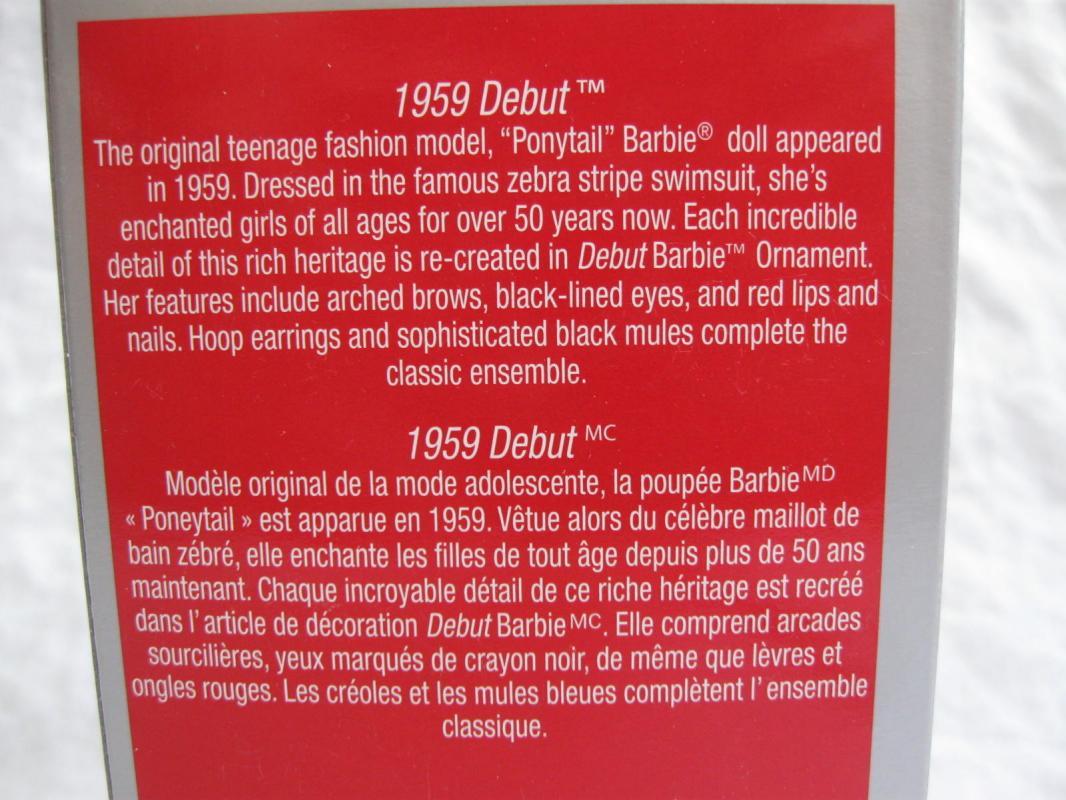 1959 Debut™
The original teenage fashion model, “Ponytail” Barbie® doll appeared
in 1959. Dressed in the famous zebra stripe swimsuit, she’s
enchanted girls of all ages for over 50 years now. Each incredible
detail of this rich heritage is re-created in Debut Barbie™ Ornament.
Her features include arched brows, black-lined eyes, and red lips and
nails. Hoop earrings and sophisticated black mules complete the
classic ensemble.
1959 Debut MC
Modèle original de la mode adolescente, la poupée Barbie MD
« Poneytail » est apparue en 1959. Vêtue alors du célèbre maillot de
bain zébré, elle enchante les filles de tout âge depuis plus de 50 ans
maintenant. Chaque incroyable détail de ce riche héritage est recréé
dans l’ article de décoration Debut Barbie MC. Elle comprend arcades
sourcilières, yeux marqués de crayon noir, de même que lèvres et
ongles rouges. Les créoles et les mules bleues complètent l’ ensemble
classique.